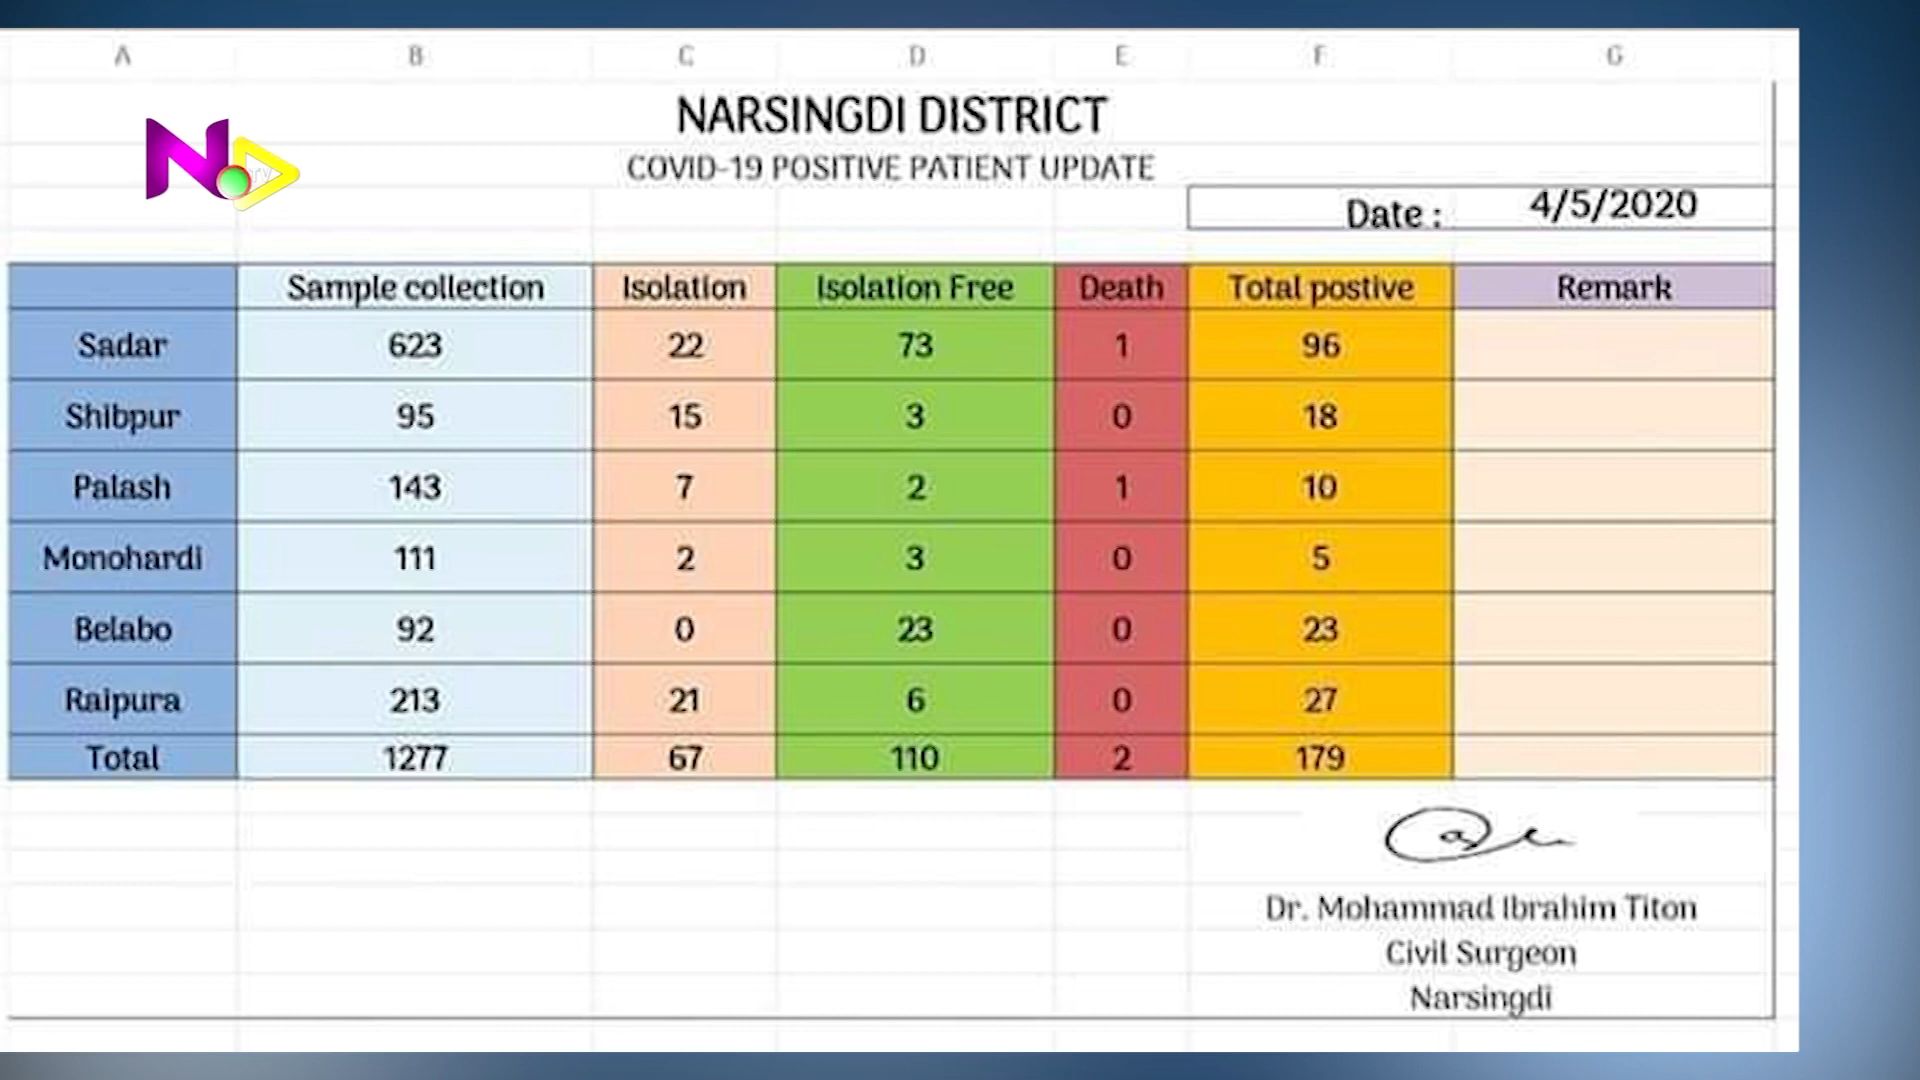 A B C D E F G
NARSINGDI DISTRICT
COVID-19 POSITIVE PATIENT UPDATE
N TV
Date : 4/5/2020
Sample collection Isolation Isolation Free Death Total postive Remark
Sadar 623 22 73 1 96
Shibpur 95 15 3 0 18
Palash 143 7 2 1 10
Monohardi 111 2 3 0 5
Belabo 92 0 23 0 23
Raipura 213 21 6 0 27
Total 1277 67 110 2 179
Dr. Mohammad Ibrahim Titon
Civil Surgeon
Narsingdi